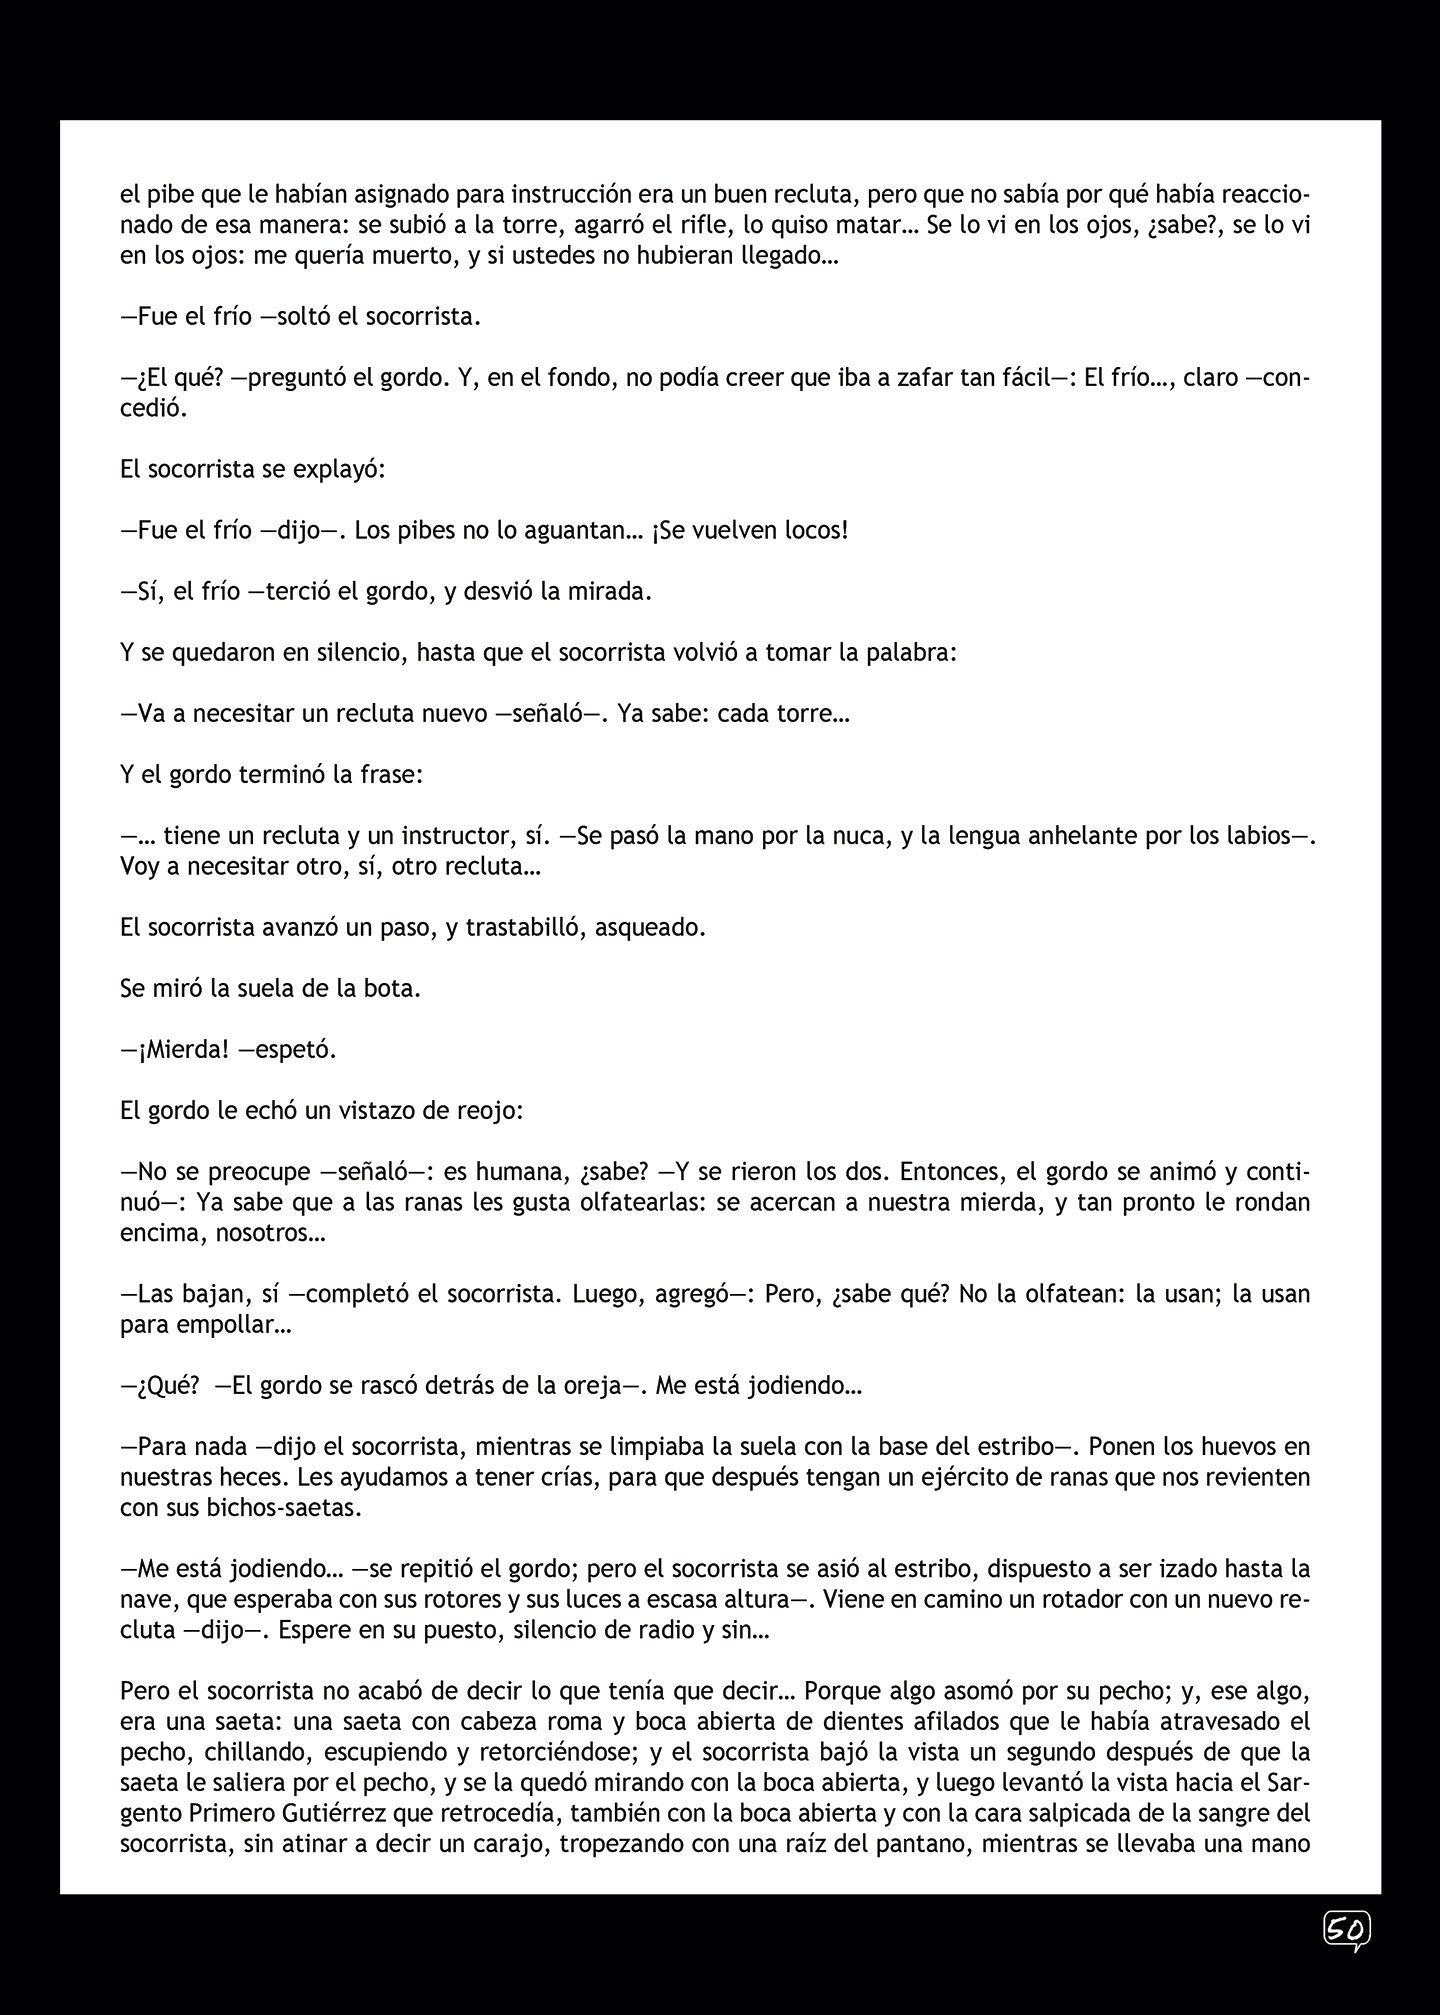 el pibe que le habían asignado para instrucción era un buen recluta, pero que no sabía por qué había reaccio-
nado de esa manera: se subió a la torre, agarró el rifle, lo quiso matar… Se lo vi en los ojos, ¿sabe?, se lo vi
en los ojos: me quería muerto, y si ustedes no hubieran llegado…
—Fue el frío —soltó el socorrista.
—¿El qué? —preguntó el gordo. Y, en el fondo, no podía creer que iba a zafar tan fácil—: El frío…, claro —con-
cedió.
El socorrista se explayó:
—Fue el frío —dijo—. Los pibes no lo aguantan… ¡Se vuelven locos!
—Sí, el frío —terció el gordo, y desvió la mirada.
Y se quedaron en silencio, hasta que el socorrista volvió a tomar la palabra:
—Va a necesitar un recluta nuevo —señaló—. Ya sabe: cada torre…
Y el gordo terminó la frase:
—… tiene un recluta y un instructor, sí. —Se pasó la mano por la nuca, y la lengua anhelante por los labios—.
Voy a necesitar otro, sí, otro recluta…
El socorrista avanzó un paso, y trastabilló, asqueado.
Se miró la suela de la bota.
—¡Mierda! —espetó.
El gordo le echó un vistazo de reojo:
—No se preocupe —señaló—: es humana, ¿sabe? —Y se rieron los dos. Entonces, el gordo se animó y conti-
nuó—: Ya sabe que a las ranas les gusta olfatearlas: se acercan a nuestra mierda, y tan pronto le rondan
encima, nosotros…
—Las bajan, sí —completó el socorrista. Luego, agregó—: Pero, ¿sabe qué? No la olfatean: la usan; la usan
para empollar…
—¿Qué?  —El gordo se rascó detrás de la oreja—. Me está jodiendo…
—Para nada —dijo el socorrista, mientras se limpiaba la suela con la base del estribo—. Ponen los huevos en
nuestras heces. Les ayudamos a tener crías, para que después tengan un ejército de ranas que nos revienten
con sus bichos-saetas.
—Me está jodiendo… —se repitió el gordo; pero el socorrista se asió al estribo, dispuesto a ser izado hasta la
nave, que esperaba con sus rotores y sus luces a escasa altura—. Viene en camino un rotador con un nuevo re-
cluta —dijo—. Espere en su puesto, silencio de radio y sin…
Pero el socorrista no acabó de decir lo que tenía que decir… Porque algo asomó por su pecho; y, ese algo,
era una saeta: una saeta con cabeza roma y boca abierta de dientes afilados que le había atravesado el
pecho, chillando, escupiendo y retorciéndose; y el socorrista bajó la vista un segundo después de que la
saeta le saliera por el pecho, y se la quedó mirando con la boca abierta, y luego levantó la vista hacia el Sar-
gento Primero Gutiérrez que retrocedía, también con la boca abierta y con la cara salpicada de la sangre del
socorrista, sin atinar a decir un carajo, tropezando con una raíz del pantano, mientras se llevaba una mano
50